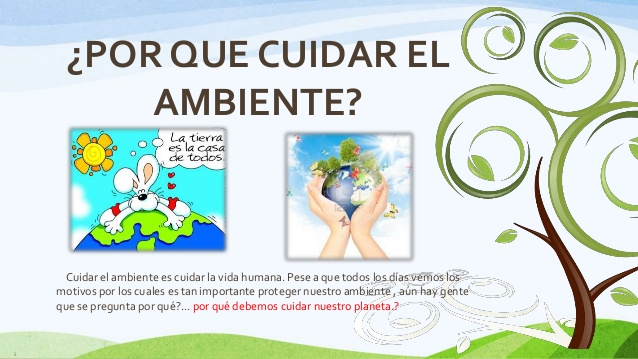 ¿POR QUE CUIDAR EL
AMBIENTE?
La tierra
es la casa
de todos.
Cuidar el ambiente es cuidar la vida humana. Pese a que todos los días vemos los
motivos por los cuales es tan importante proteger nuestro ambiente , aún hay gente
que se pregunta por qué?... por qué debemos cuidar nuestro planeta.?